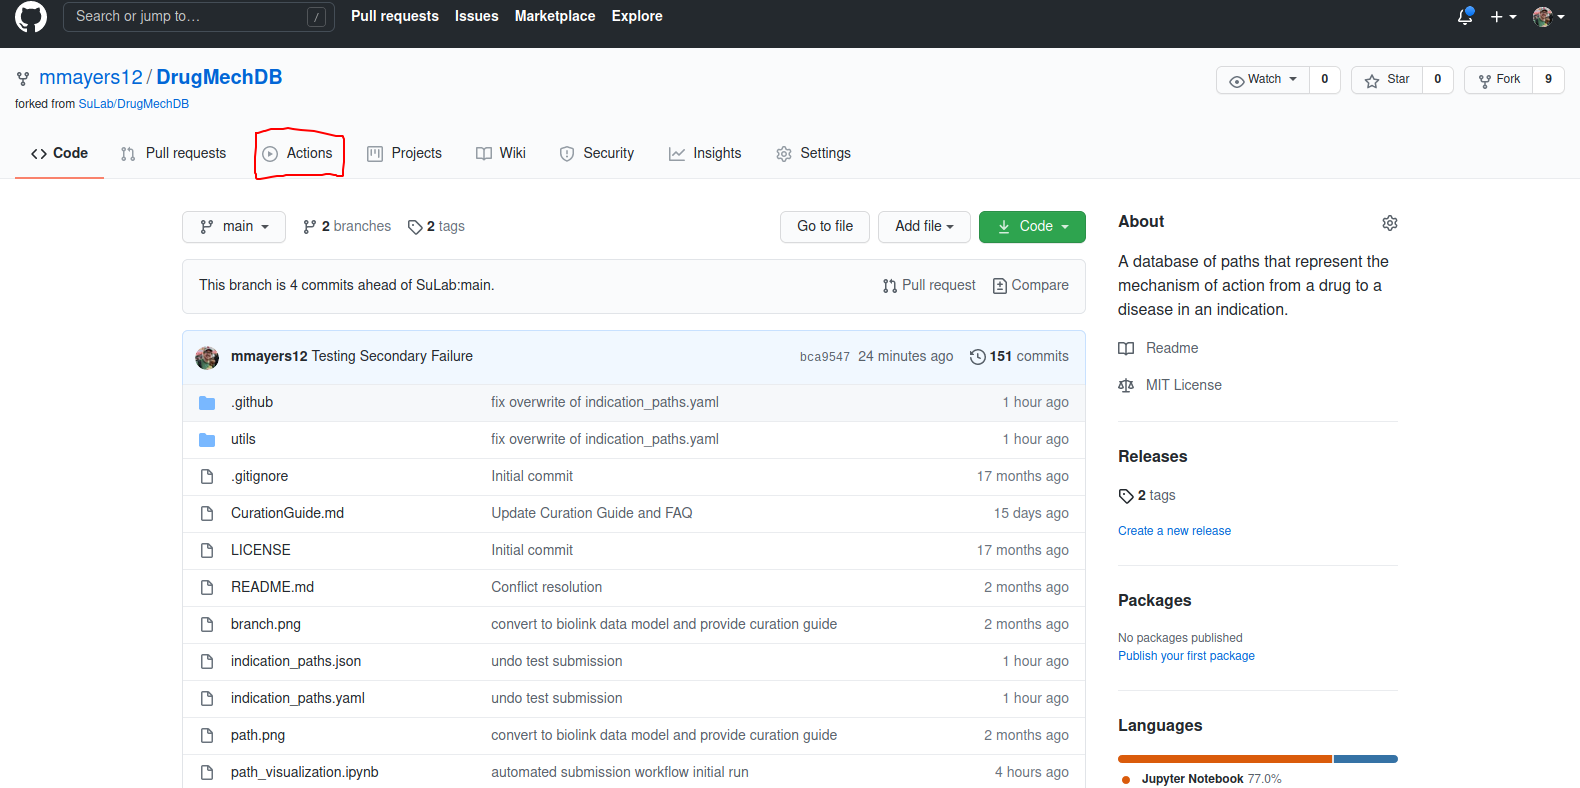 Search or jump to... / Pull requests Issues Marketplace Explore
mmayers12 / DrugMechDB Watch 0 Star 0 Fork 9
forked from SuLab/DrugMechDB
Code Pull requests Actions Projects Wiki Security Insights Settings
main 2 branches 2 tags Go to file Add file Code
This branch is 4 commits ahead of SuLab:main. Pull request Compare
mmayers12 Testing Secondary Failure bca9547 24 minutes ago 151 commits
.github fix overwrite of indication_paths.yaml 1 hour ago
utils fix overwrite of indication_paths.yaml 1 hour ago
.gitignore Initial commit 17 months ago
CurationGuide.md Update Curation Guide and FAQ 15 days ago
LICENSE Initial commit 17 months ago
README.md Conflict resolution 2 months ago
branch.png convert to biolink data model and provide curation guide 2 months ago
indication_paths.json undo test submission 1 hour ago
indication_paths.yaml undo test submission 1 hour ago
path.png convert to biolink data model and provide curation guide 2 months ago
path_visualization.ipynb automated submission workflow initial run 4 hours ago
About
A database of paths that represent the
mechanism of action from a drug to a
disease in an indication.
Readme
MIT License
Releases
2 tags
Create a new release
Packages
No packages published
Publish your first package
Languages
Jupyter Notebook 77.0%